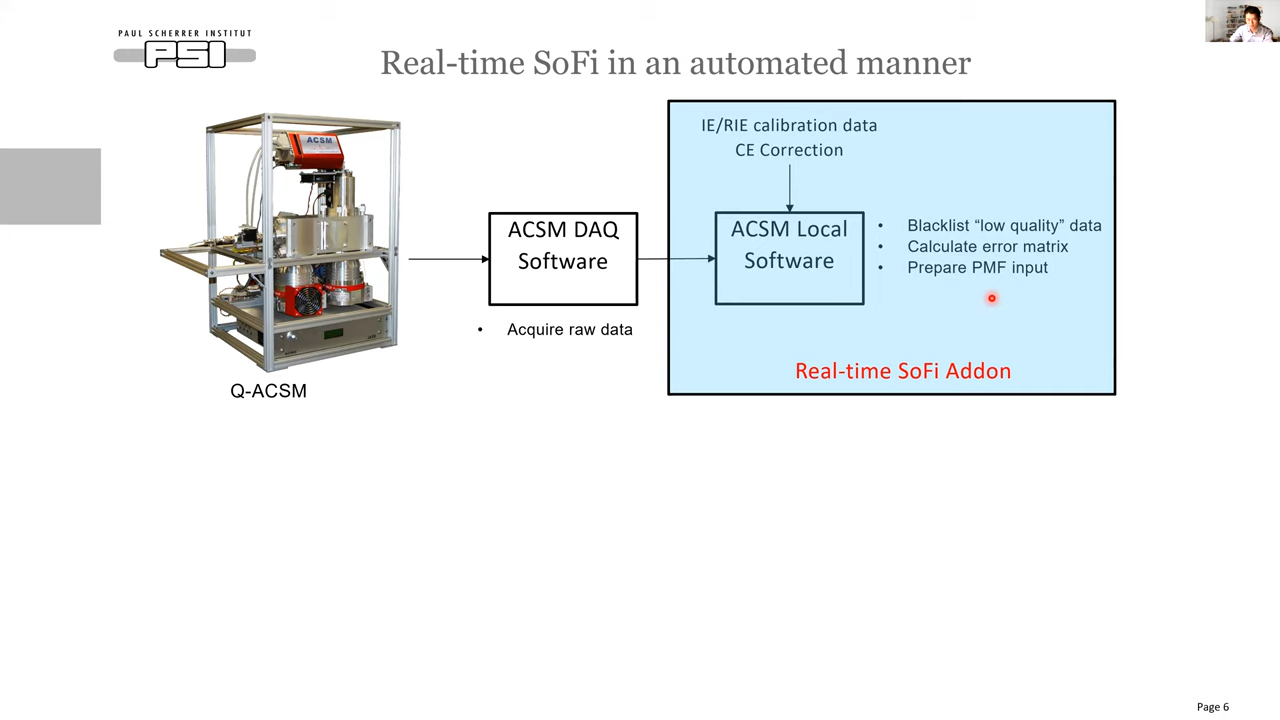 PAUL SCHERRER INSTITUT
PSI
Real-time SoFi in an automated manner
ACSM
Q-ACSM
ACSM DAQ
Software
• Acquire raw data
IE/RIE calibration data
CE Correction
ACSM Local
Software
• Blacklist “low quality” data
• Calculate error matrix
• Prepare PMF input
Real-time SoFi Addon
Page 6